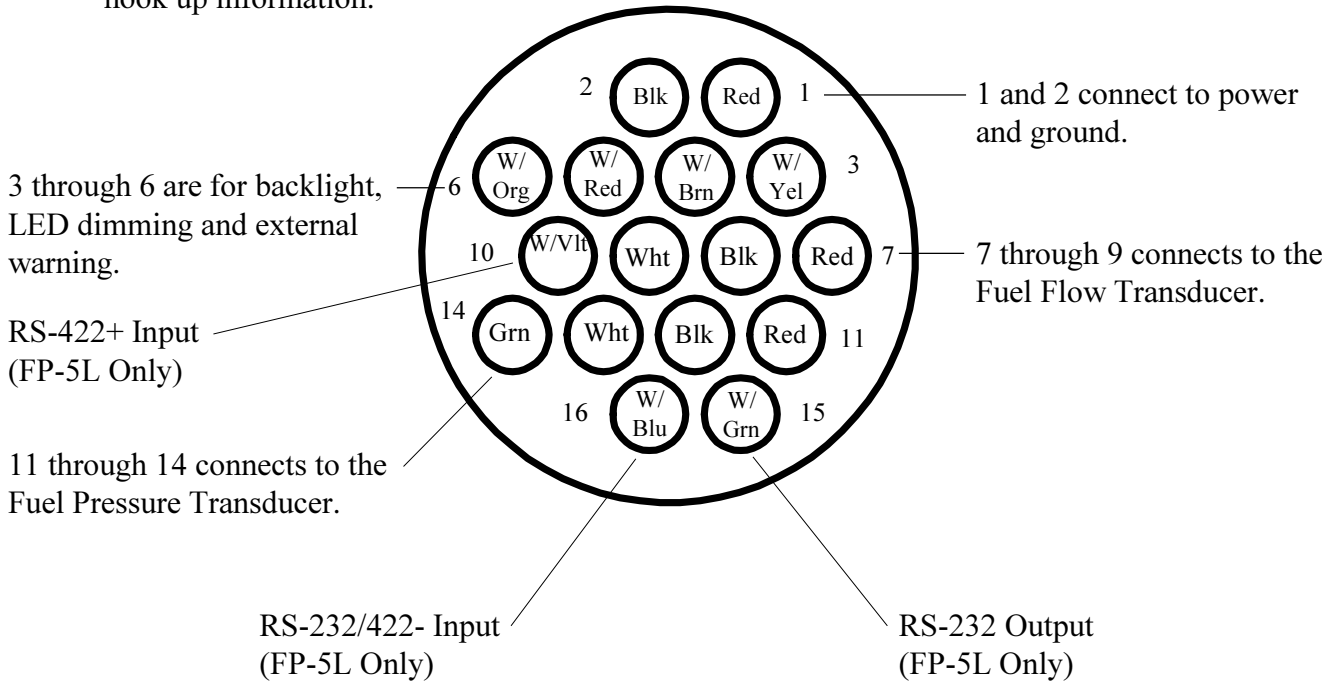 hook up information.
2
Blk
Red
1
1 and 2 connect to power
and ground.
3 through 6 are for backlight,
LED dimming and external
warning.
6
W/
Org
W/
Red
W/
Brn
W/
Yel
3
10
W/Vlt
Wht
Blk
Red
7
7 through 9 connects to the
Fuel Flow Transducer.
RS-422+ Input
(FP-5L Only)
14
Grn
Wht
Blk
Red
11
11 through 14 connects to the
Fuel Pressure Transducer.
16
W/
Blu
W/
Grn
15
RS-232/422- Input
(FP-5L Only)
RS-232 Output
(FP-5L Only)